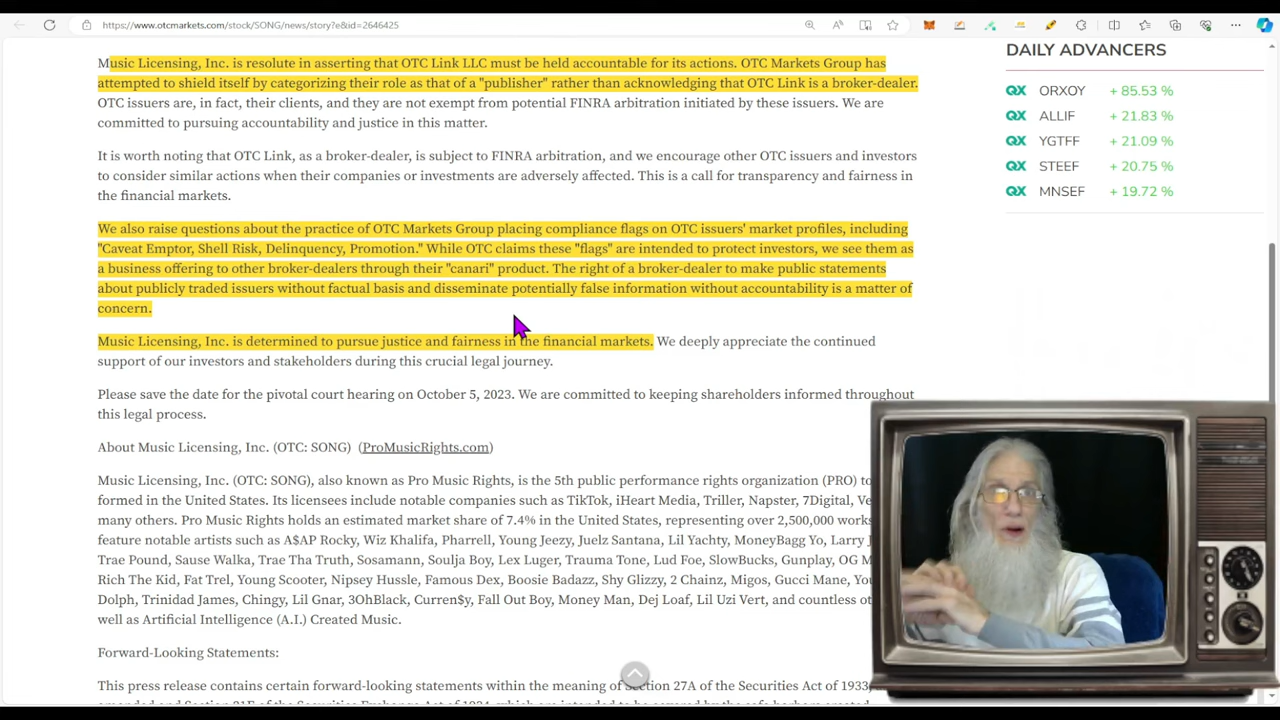 https://www.otcmarkets.com/stock/SONG/news/story?e&id=2646425
Music Licensing, Inc. is resolute in asserting that OTC Link LLC must be held accountable for its actions. OTC Markets Group has
attempted to shield itself by categorizing their role as that of a "publisher" rather than acknowledging that OTC Link is a broker-dealer.
OTC issuers are, in fact, their clients, and they are not exempt from potential FINRA arbitration initiated by these issuers. We are
committed to pursuing accountability and justice in this matter.
It is worth noting that OTC Link, as a broker-dealer, is subject to FINRA arbitration, and we encourage other OTC issuers and investors
to consider similar actions when their companies or investments are adversely affected. This is a call for transparency and fairness in
the financial markets.
We also raise questions about the practice of OTC Markets Group placing compliance flags on OTC issuers' market profiles, including
"Caveat Emptor, Shell Risk, Delinquency, Promotion." While OTC claims these "flags" are intended to protect investors, we see them as
a business offering to other broker-dealers through their "canari" product. The right of a broker-dealer to make public statements
about publicly traded issuers without factual basis and disseminate potentially false information without accountability is a matter of
concern.
Music Licensing, Inc. is determined to pursue justice and fairness in the financial markets. We deeply appreciate the continued
support of our investors and stakeholders during this crucial legal journey.
Please save the date for the pivotal court hearing on October 5, 2023. We are committed to keeping shareholders informed throughout
this legal process.
About Music Licensing, Inc. (OTC: SONG) (ProMusicRights.com)
Music Licensing, Inc. (OTC: SONG), also known as Pro Music Rights, is the 5th public performance rights organization (PRO) to
formed in the United States. Its licensees include notable companies such as TikTok, iHeart Media, Triller, Napster, 7Digital, Ve
many others. Pro Music Rights holds an estimated market share of 7.4% in the United States, representing over 2,500,000 works
feature notable artists such as A$AP Rocky, Wiz Khalifa, Pharrell, Young Jeezy, Juelz Santana, Lil Yachty, MoneyBagg Yo, Larry J
Trae Pound, Sause Walka, Trae Tha Truth, Sosamann, Soulja Boy, Lex Luger, Trauma Tone, Lud Foe, SlowBucks, Gunplay, OG M
Rich The Kid, Fat Trel, Young Scooter, Nipsey Hussle, Famous Dex, Boosie Badazz, Shy Glizzy, 2 Chainz, Migos, Gucci Mane, You
Dolph, Trinidad James, Chingy, Lil Gnar, 3OhBlack, Curren$y, Fall Out Boy, Money Man, Dej Loaf, Lil Uzi Vert, and countless ot
well as Artificial Intelligence (A.I.) Created Music.
Forward-Looking Statements:
This press release contains certain forward-looking statements within the meaning of Section 27A of the Securities Act of 1933,
DAILY ADVANCERS
QX ORXOY + 85.53 %
QX ALLIF + 21.83 %
QX YGTFF + 21.09 %
QX STEEF + 20.75 %
QX MNSEF + 19.72 %